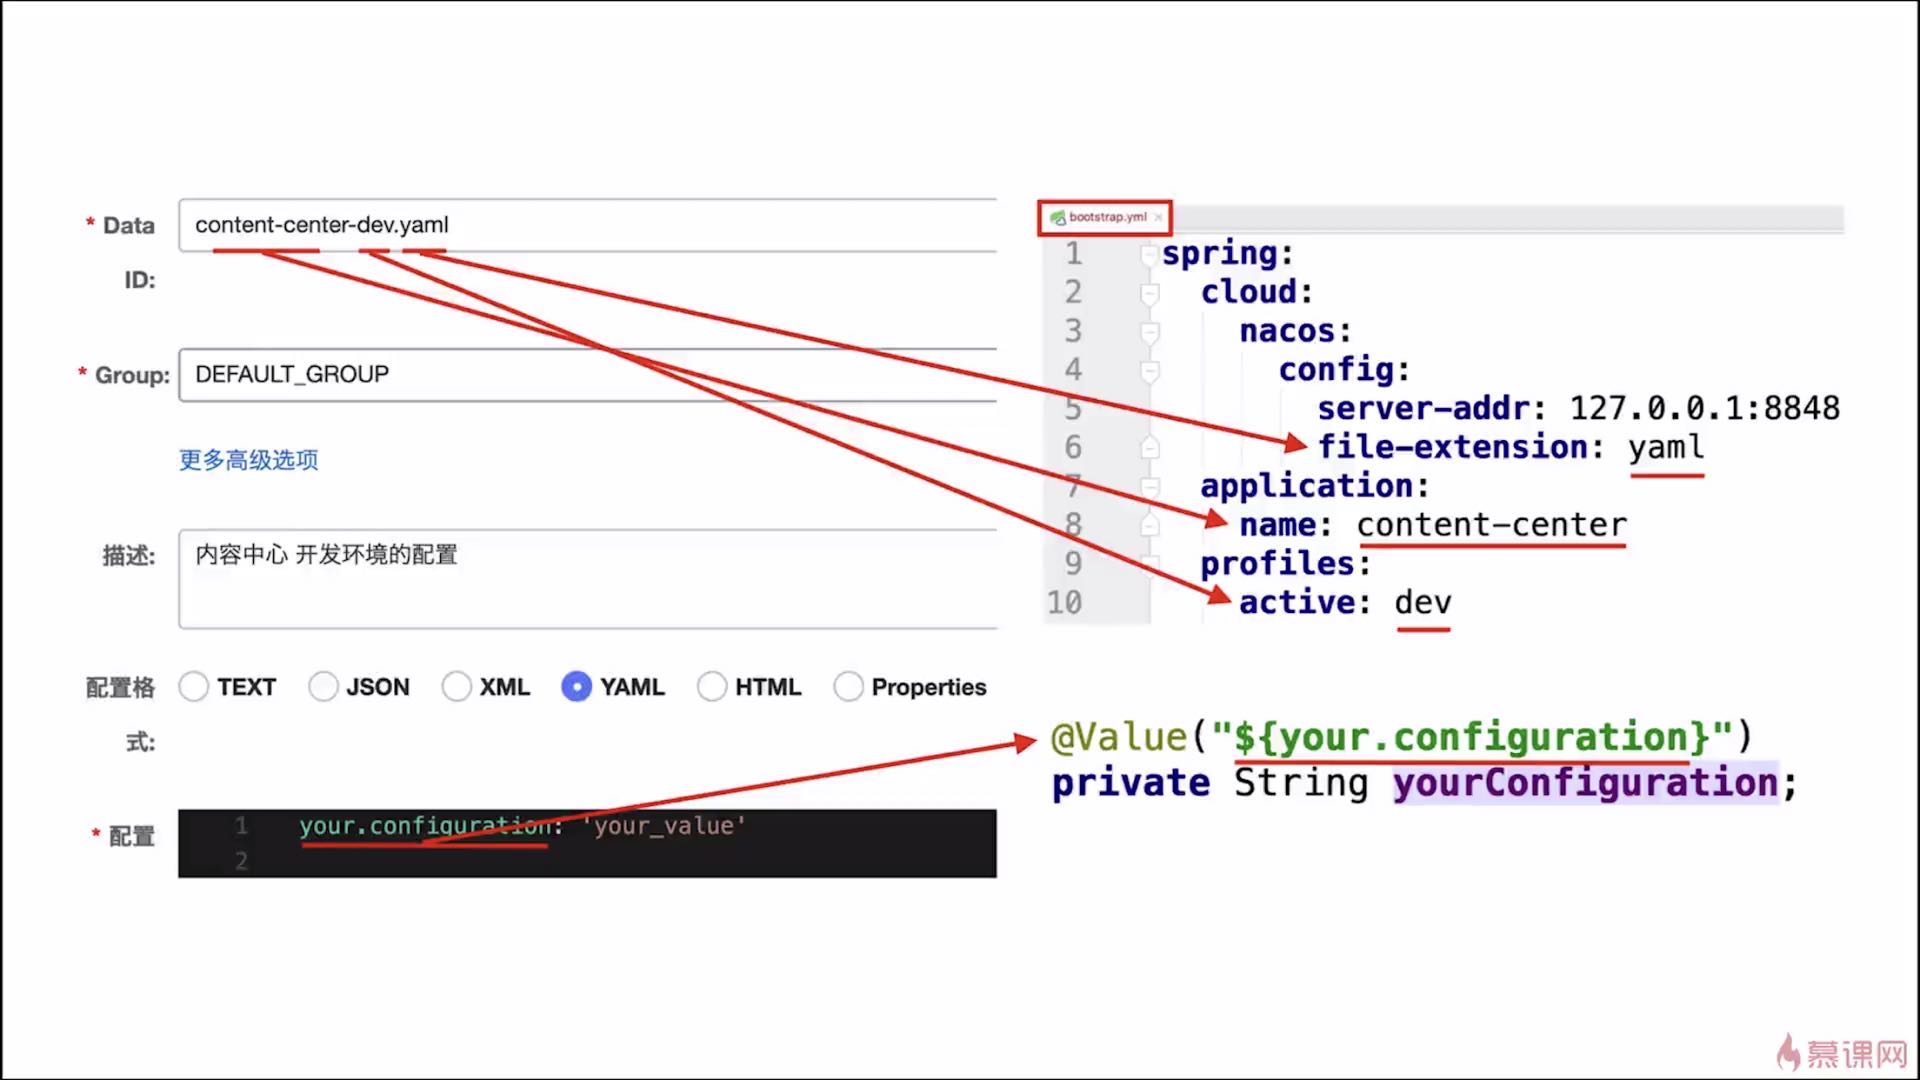 * Data ID:
content-center-dev.yaml
* Group:
DEFAULT_GROUP
更多高级选项
描述:
内容中心 开发环境的配置
配置格式:
TEXT JSON XML YAML HTML Properties
* 配置
1 your.configuration: 'your_value'
2
bootstrap.yml ×
1 spring:
2 cloud:
3 nacos:
4 config:
5 server-addr: 127.0.0.1:8848
6 file-extension: yaml
7 application:
8 name: content-center
9 profiles:
10 active: dev
@Value("${your.configuration}")
private String yourConfiguration;
慕课网